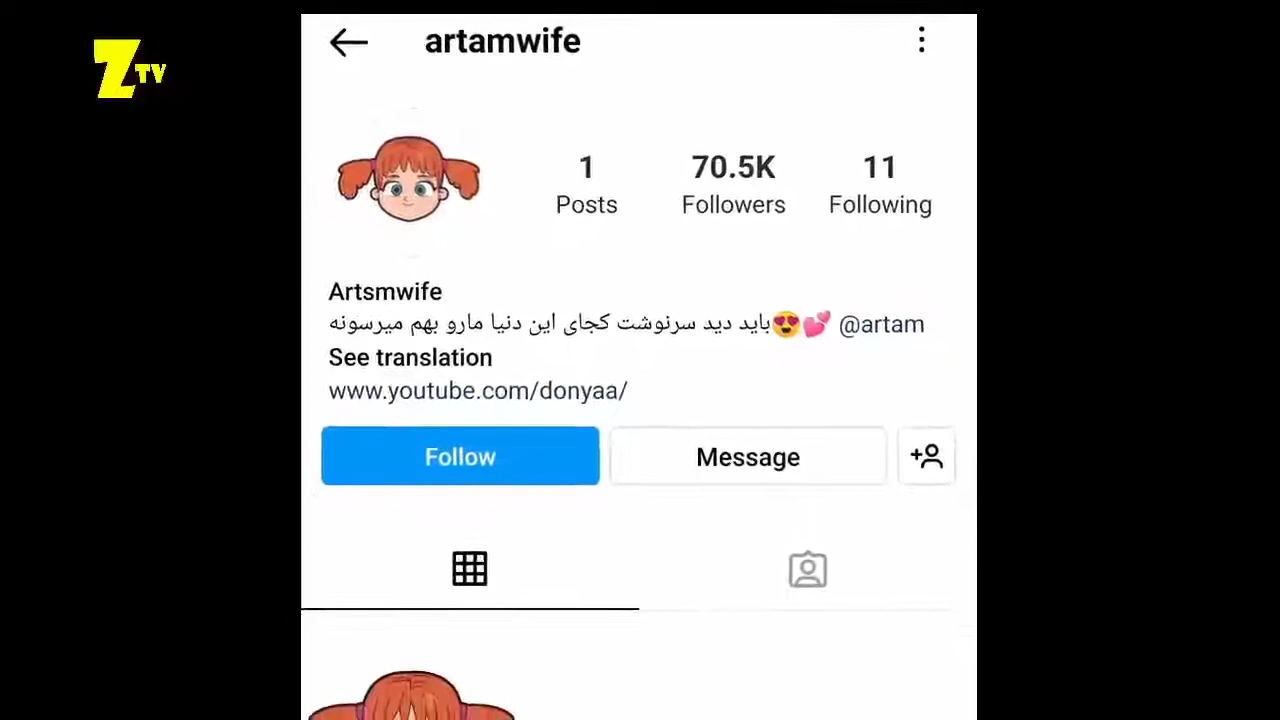 Z TV
artamwife
1 70.5K 11
Posts Followers Following
Artsmwife
باید دید سرنوشت کجای این دنیا مارو بهم میرسونه😍💕 @artam
See translation
www.youtube.com/donyaa/
Follow Message